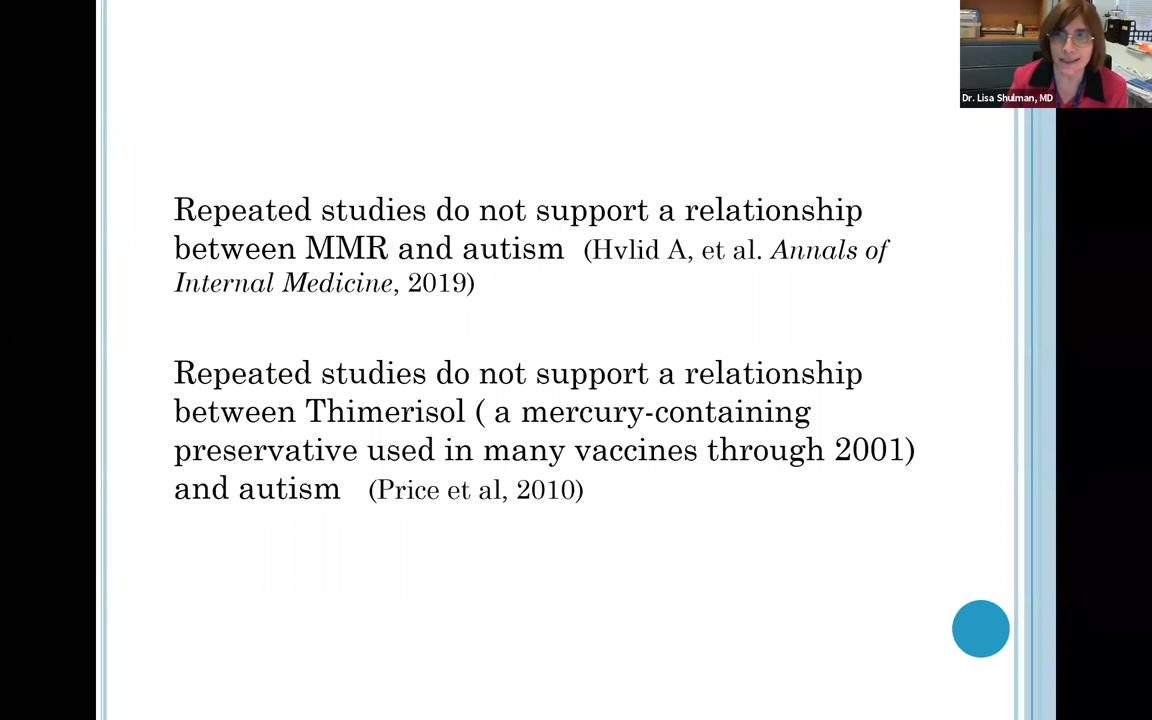 Dr. Lisa Shulman, MD
Repeated studies do not support a relationship
between MMR and autism (Hvlid A, et al. Annals of
Internal Medicine, 2019)
Repeated studies do not support a relationship
between Thimerisol ( a mercury-containing
preservative used in many vaccines through 2001)
and autism (Price et al, 2010)